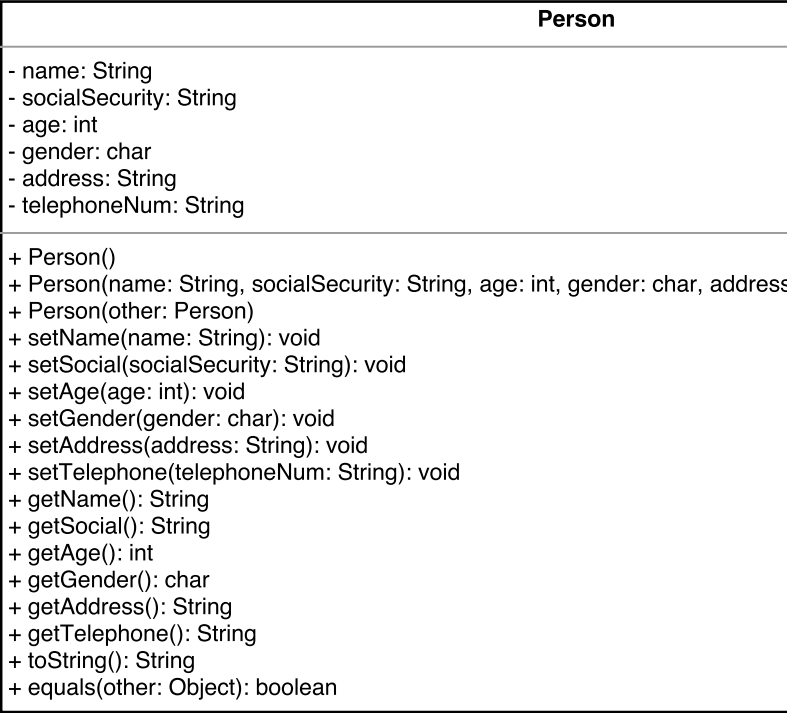 Person
- name: String
- socialSecurity: String
- age: int
- gender: char
- address: String
- telephoneNum: String
+ Person()
+ Person(name: String, socialSecurity: String, age: int, gender: char, address
+ Person(other: Person)
+ setName(name: String): void
+ setSocial(socialSecurity: String): void
+ setAge(age: int): void
+ setGender(gender: char): void
+ setAddress(address: String): void
+ setTelephone(telephoneNum: String): void
+ getName(): String
+ getSocial(): String
+ getAge(): int
+ getGender(): char
+ getAddress(): String
+ getTelephone(): String
+ toString(): String
+ equals(other: Object): boolean